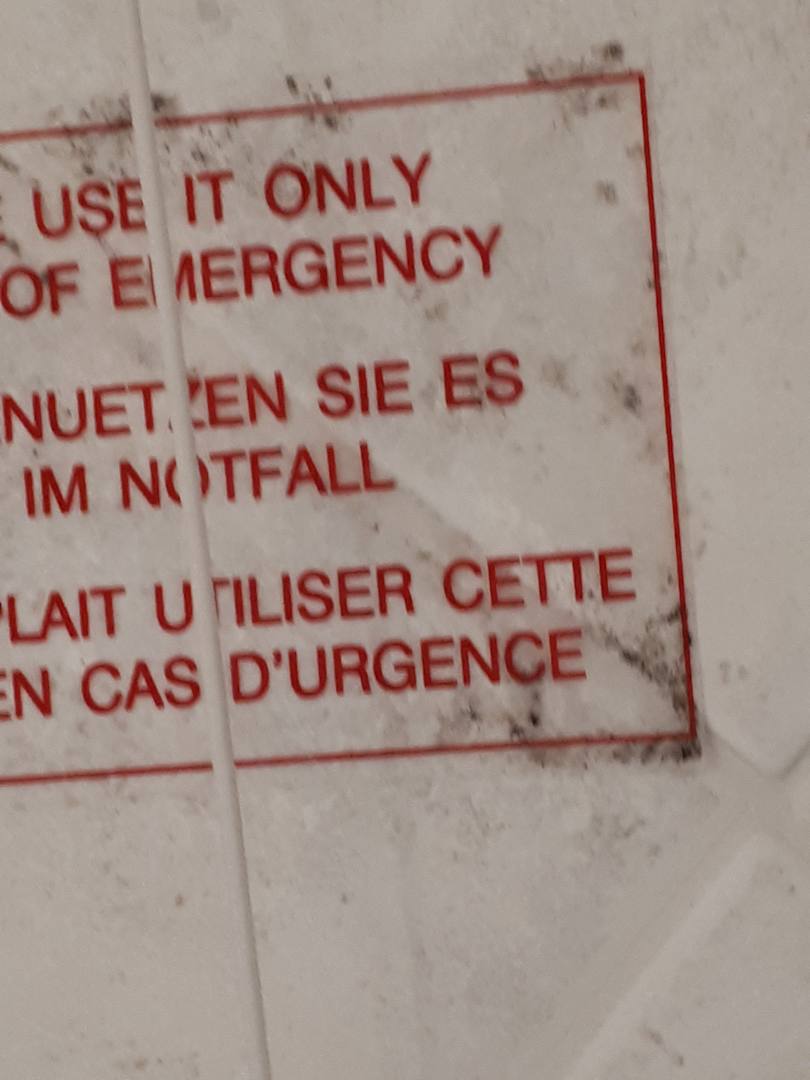 E USE IT ONLY
OF EMERGENCY
NUETZEN SIE ES
IM NOTFALL
PLAIT UTILISER CETTE
EN CAS D'URGENCE